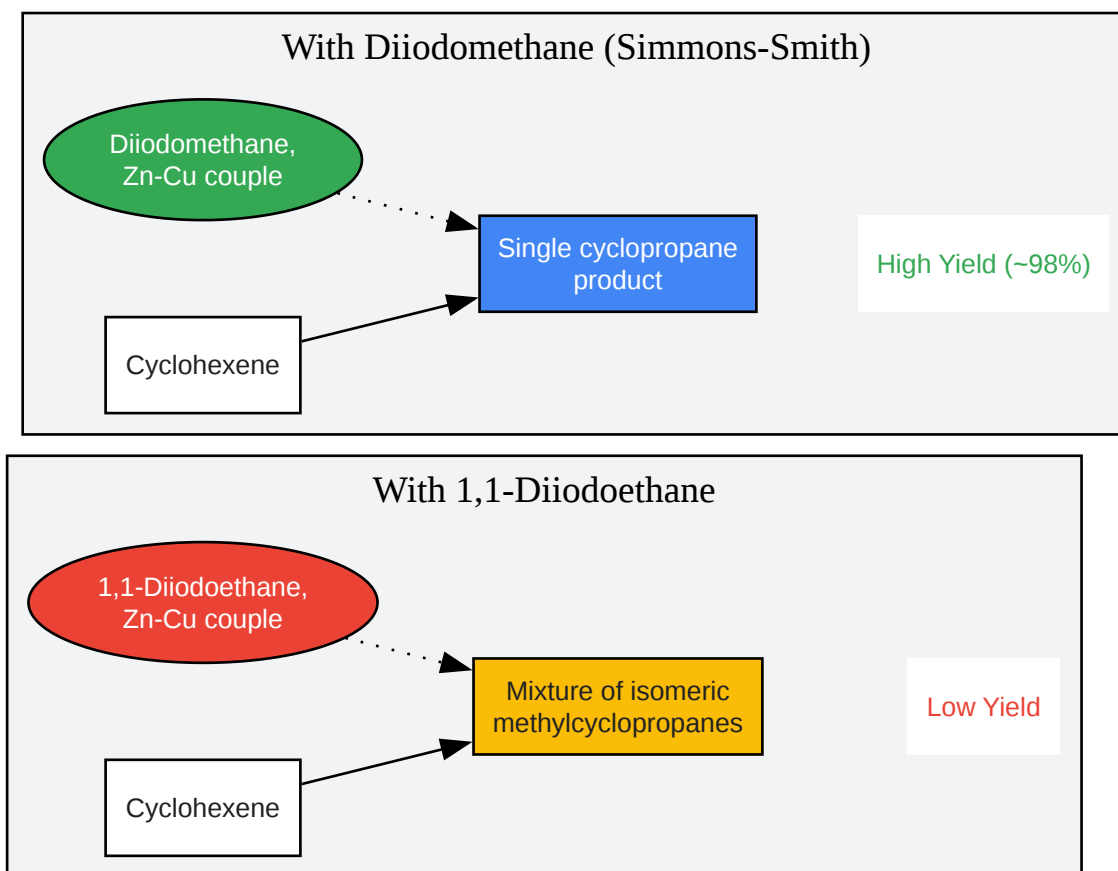 With Diiodomethane (Simmons-Smith)
Diiodomethane,
Zn-Cu couple
Single cyclopropane
product
High Yield (~98%)
Cyclohexene
With 1,1-Diiodoethane
1,1-Diiodoethane,
Zn-Cu couple
Mixture of isomeric
methylcyclopropanes
Low Yield
Cyclohexene